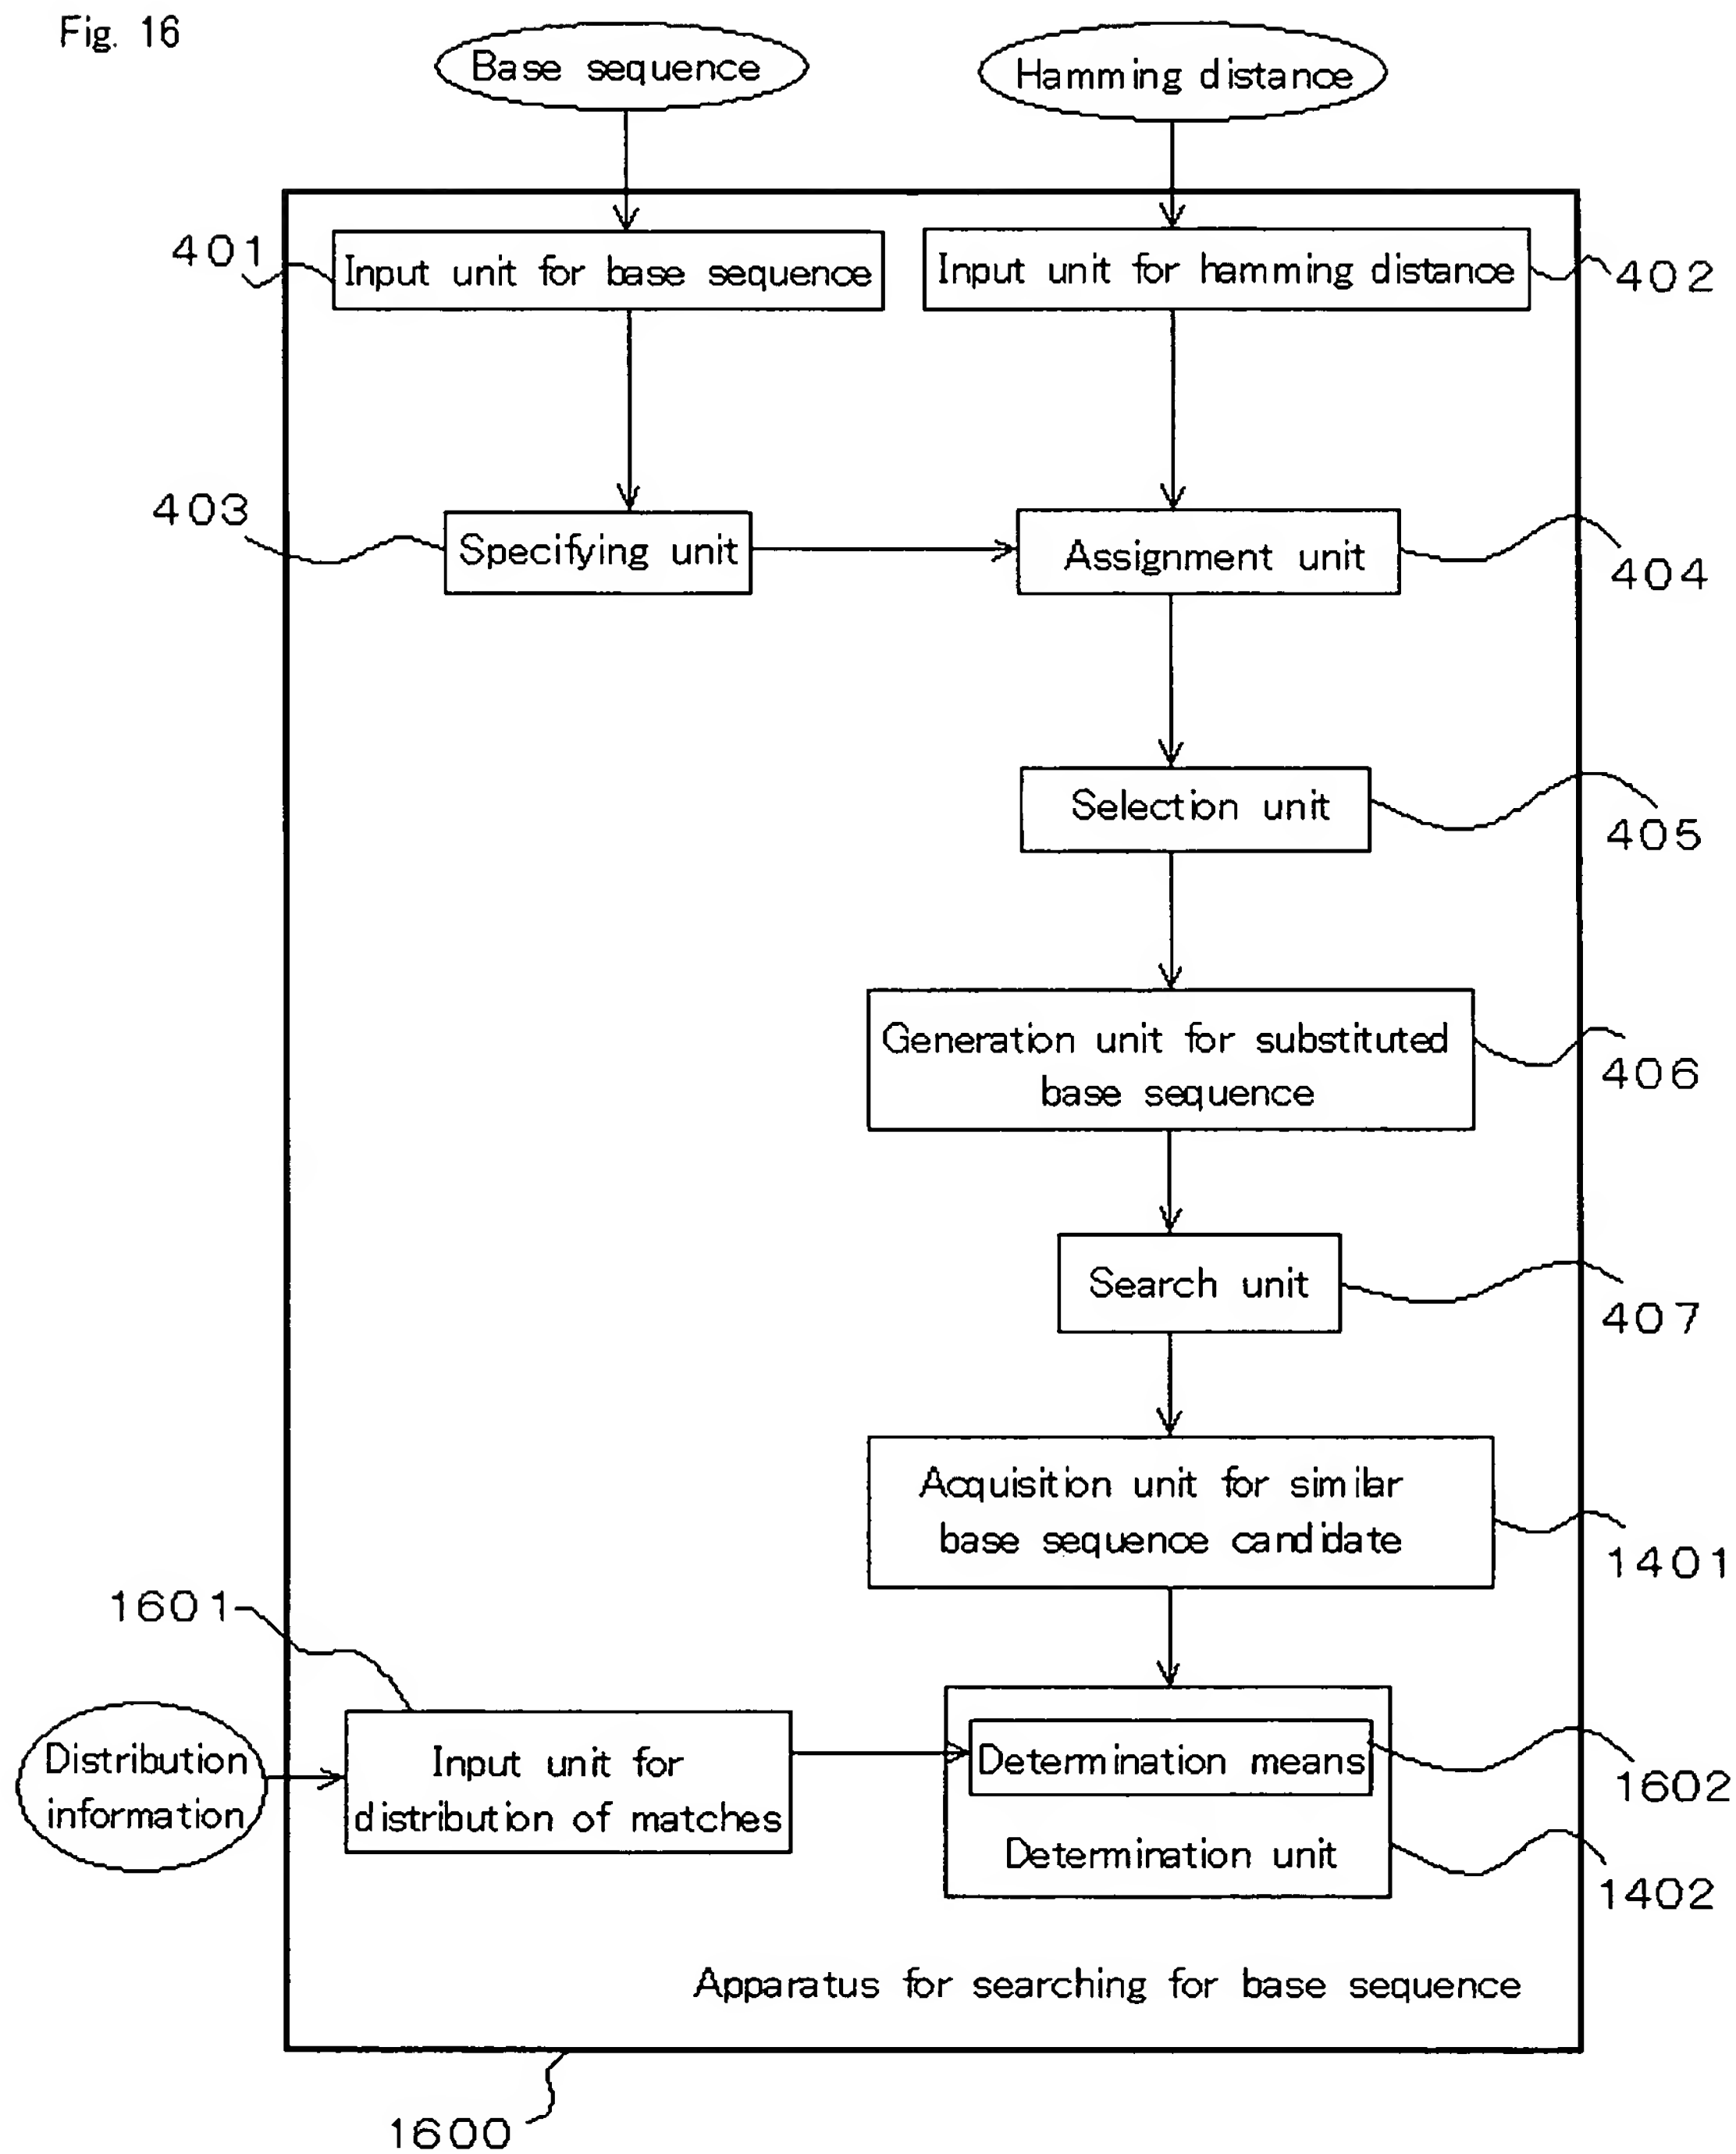 Fig. 16
Base sequence
Hamming distance
401
Input unit for base sequence
Input unit for hamming distance
402
403
Specifying unit
Assignment unit
404
Selection unit
405
Generation unit for substituted
base sequence
406
Search unit
407
Acquisition unit for similar
base sequence candidate
1401
1601
Distribution
information
Input unit for
distribution of matches
Determination means
1602
Determination unit
1402
Apparatus for searching for base sequence
1600